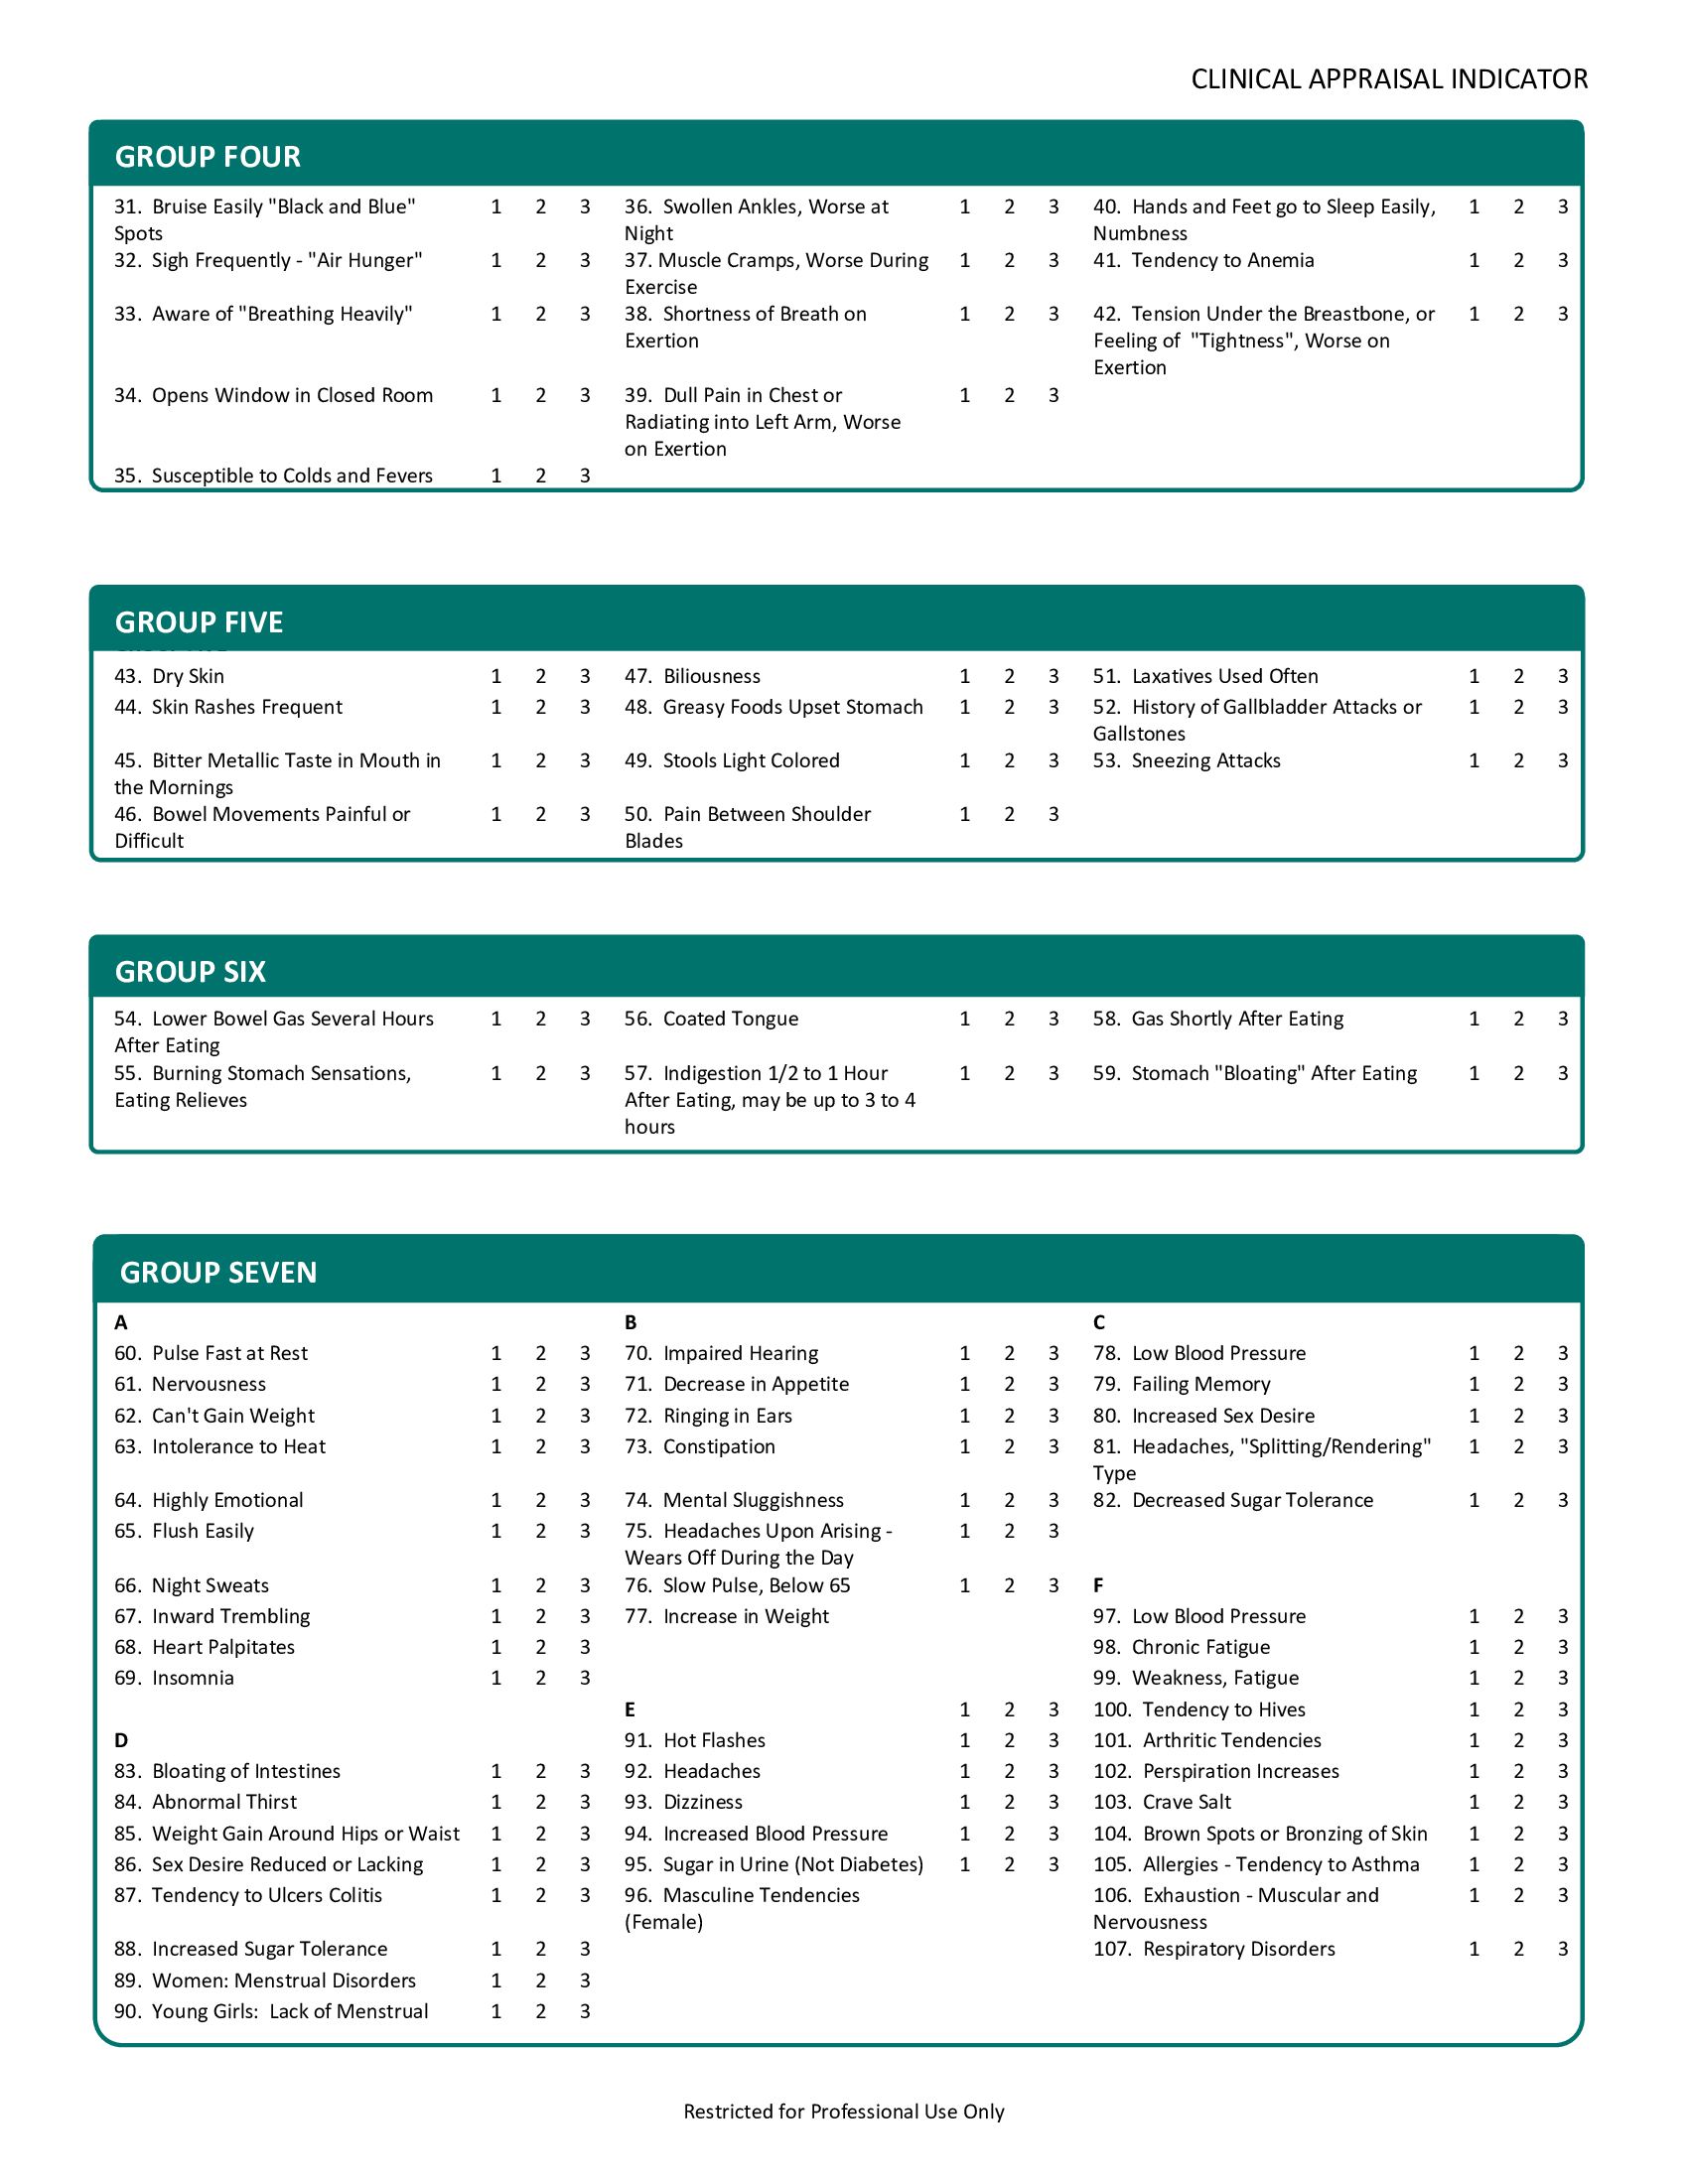 CLINICAL APPRAISAL INDICATOR
GROUP FOUR
31. Bruise Easily "Black and Blue" Spots 1 2 3
32. Sigh Frequently - "Air Hunger" 1 2 3
33. Aware of "Breathing Heavily" 1 2 3
34. Opens Window in Closed Room 1 2 3
35. Susceptible to Colds and Fevers 1 2 3
36. Swollen Ankles, Worse at Night 1 2 3
37. Muscle Cramps, Worse During Exercise 1 2 3
38. Shortness of Breath on Exertion 1 2 3
39. Dull Pain in Chest or Radiating into Left Arm, Worse on Exertion 1 2 3
40. Hands and Feet go to Sleep Easily, Numbness 1 2 3
41. Tendency to Anemia 1 2 3
42. Tension Under the Breastbone, or Feeling of "Tightness", Worse on Exertion 1 2 3
GROUP FIVE
43. Dry Skin 1 2 3
44. Skin Rashes Frequent 1 2 3
45. Bitter Metallic Taste in Mouth in the Mornings 1 2 3
46. Bowel Movements Painful or Difficult 1 2 3
47. Biliousness 1 2 3
48. Greasy Foods Upset Stomach 1 2 3
49. Stools Light Colored 1 2 3
50. Pain Between Shoulder Blades 1 2 3
51. Laxatives Used Often 1 2 3
52. History of Gallbladder Attacks or Gallstones 1 2 3
53. Sneezing Attacks 1 2 3
GROUP SIX
54. Lower Bowel Gas Several Hours After Eating 1 2 3
55. Burning Stomach Sensations, Eating Relieves 1 2 3
56. Coated Tongue 1 2 3
57. Indigestion 1/2 to 1 Hour After Eating, may be up to 3 to 4 hours 1 2 3
58. Gas Shortly After Eating 1 2 3
59. Stomach "Bloating" After Eating 1 2 3
GROUP SEVEN
A
60. Pulse Fast at Rest 1 2 3
61. Nervousness 1 2 3
62. Can't Gain Weight 1 2 3
63. Intolerance to Heat 1 2 3
64. Highly Emotional 1 2 3
65. Flush Easily 1 2 3
66. Night Sweats 1 2 3
67. Inward Trembling 1 2 3
68. Heart Palpitates 1 2 3
69. Insomnia 1 2 3
B
70. Impaired Hearing 1 2 3
71. Decrease in Appetite 1 2 3
72. Ringing in Ears 1 2 3
73. Constipation 1 2 3
74. Mental Sluggishness 1 2 3
75. Headaches Upon Arising - Wears Off During the Day 1 2 3
76. Slow Pulse, Below 65 1 2 3
77. Increase in Weight
C
78. Low Blood Pressure 1 2 3
79. Failing Memory 1 2 3
80. Increased Sex Desire 1 2 3
81. Headaches, "Splitting/Rendering" Type 1 2 3
82. Decreased Sugar Tolerance 1 2 3
D
83. Bloating of Intestines 1 2 3
84. Abnormal Thirst 1 2 3
85. Weight Gain Around Hips or Waist 1 2 3
86. Sex Desire Reduced or Lacking 1 2 3
87. Tendency to Ulcers Colitis 1 2 3
88. Increased Sugar Tolerance 1 2 3
89. Women: Menstrual Disorders 1 2 3
90. Young Girls: Lack of Menstrual 1 2 3
E 1 2 3
91. Hot Flashes 1 2 3
92. Headaches 1 2 3
93. Dizziness 1 2 3
94. Increased Blood Pressure 1 2 3
95. Sugar in Urine (Not Diabetes) 1 2 3
96. Masculine Tendencies (Female)
F
97. Low Blood Pressure 1 2 3
98. Chronic Fatigue 1 2 3
99. Weakness, Fatigue 1 2 3
100. Tendency to Hives 1 2 3
101. Arthritic Tendencies 1 2 3
102. Perspiration Increases 1 2 3
103. Crave Salt 1 2 3
104. Brown Spots or Bronzing of Skin 1 2 3
105. Allergies - Tendency to Asthma 1 2 3
106. Exhaustion - Muscular and Nervousness 1 2 3
107. Respiratory Disorders 1 2 3
Restricted for Professional Use Only